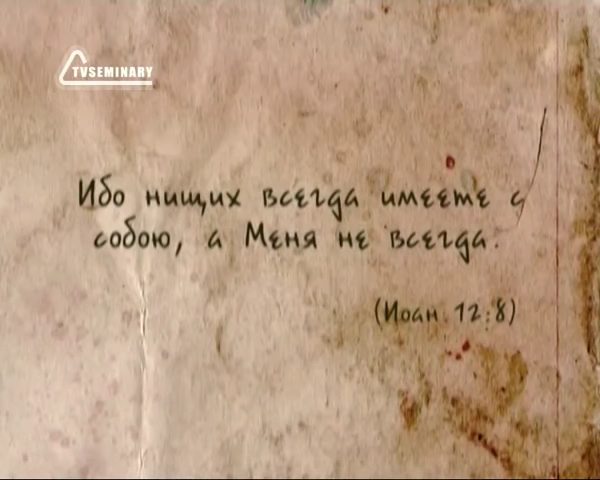 TVSEMINARY
Ибо нищих всегда имеете с
собою, а Меня не всегда.
(Иоан. 12:8)